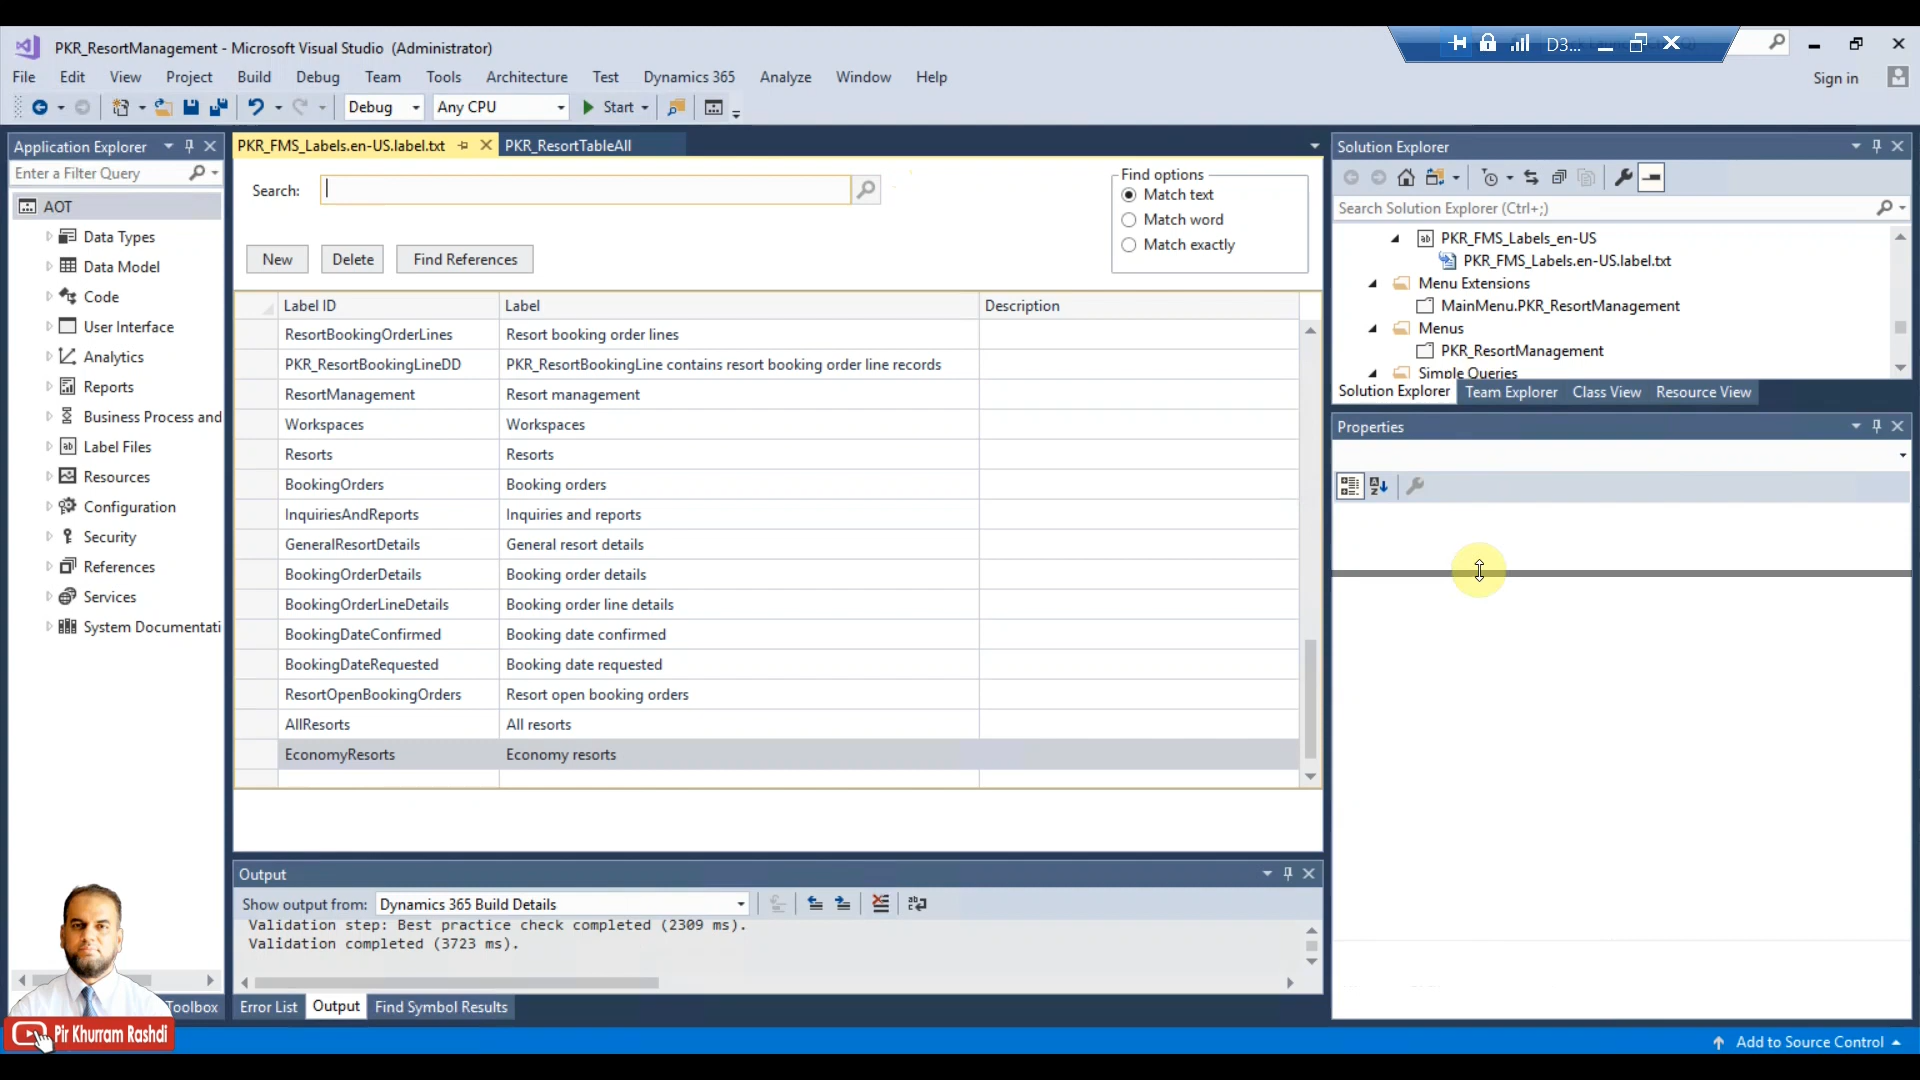 PKR_ResortManagement - Microsoft Visual Studio (Administrator)
D3...
File Edit View Project Build Debug Team Tools Architecture Test Dynamics 365 Analyze Window Help
Sign in
Debug Any CPU Start
Application Explorer
Enter a Filter Query
AOT
Data Types
Data Model
Code
User Interface
Analytics
Reports
Business Process and
Label Files
Resources
Configuration
Security
References
Services
System Documentati
Toolbox
PKR_FMS_Labels.en-US.label.txt PKR_ResortTableAll
Search:
Find options
Match text
Match word
Match exactly
New Delete Find References
Label ID Label Description
ResortBookingOrderLines Resort booking order lines
PKR_ResortBookingLineDD PKR_ResortBookingLine contains resort booking order line records
ResortManagement Resort management
Workspaces Workspaces
Resorts Resorts
BookingOrders Booking orders
InquiriesAndReports Inquiries and reports
GeneralResortDetails General resort details
BookingOrderDetails Booking order details
BookingOrderLineDetails Booking order line details
BookingDateConfirmed Booking date confirmed
BookingDateRequested Booking date requested
ResortOpenBookingOrders Resort open booking orders
AllResorts All resorts
EconomyResorts Economy resorts
Output
Show output from: Dynamics 365 Build Details
Validation step: Best practice check completed (2309 ms).
Validation completed (3723 ms).
Error List Output Find Symbol Results
Solution Explorer
Search Solution Explorer (Ctrl+;)
PKR_FMS_Labels_en-US
PKR_FMS_Labels.en-US.label.txt
Menu Extensions
MainMenu.PKR_ResortManagement
Menus
PKR_ResortManagement
Simple Queries
Solution Explorer Team Explorer Class View Resource View
Properties
Pir Khurram Rashdi
Add to Source Control